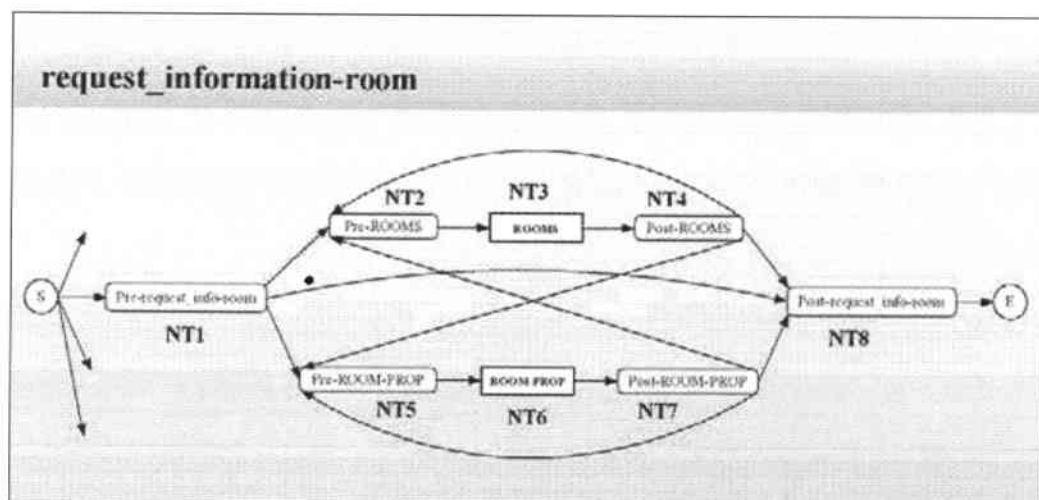 request_information-room
NT2
NT3
NT4
Pre-ROOMS
ROOMS
Post-ROOMS
S
Pre-request_info-room
Post-request_info-room
E
NT1
NT8
Pre-ROOM-PROP
ROOM-PROP
Post-ROOM-PROP
NT5
NT6
NT7